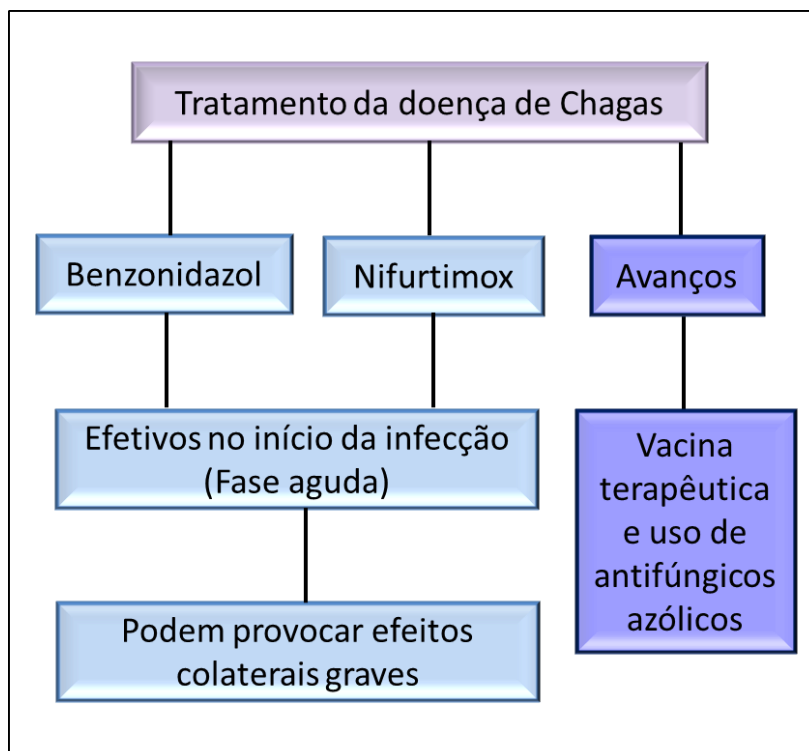 Tratamento da doença de Chagas
Benzonidazol
Nifurtimox
Avanços
Efetivos no início da infecção
(Fase aguda)
Vacina
terapêutica
e uso de
antifúngicos
azólicos
Podem provocar efeitos
colaterais graves